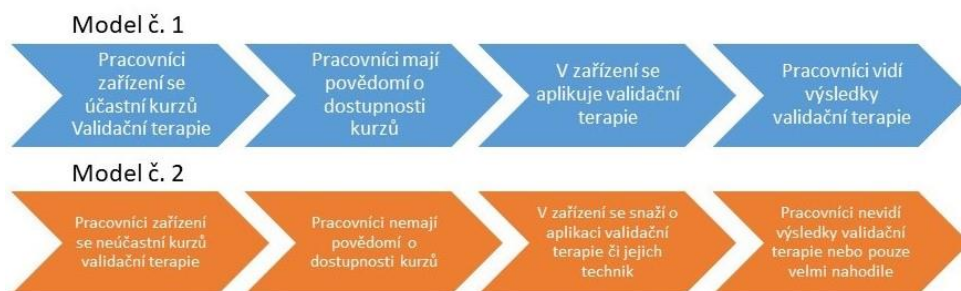 Model č. 1
Pracovníci
zařízení se
účastní kurzů
Validační terapie
Pracovníci mají
povědomí o
dostupnosti
kurzů
V zařízení se
aplikuje validační
terapie
Pracovníci vidí
výsledky
validační terapie
Model č. 2
Pracovníci zařízení
se neúčastní kurzů
validační terapie
Pracovníci nemají
povědomí o
dostupnosti kurzů
V zařízení se snaží o
aplikaci validační
terapie či jejich
technik
Pracovníci nevidí
výsledky validační
terapie nebo pouze
velmi nahodile